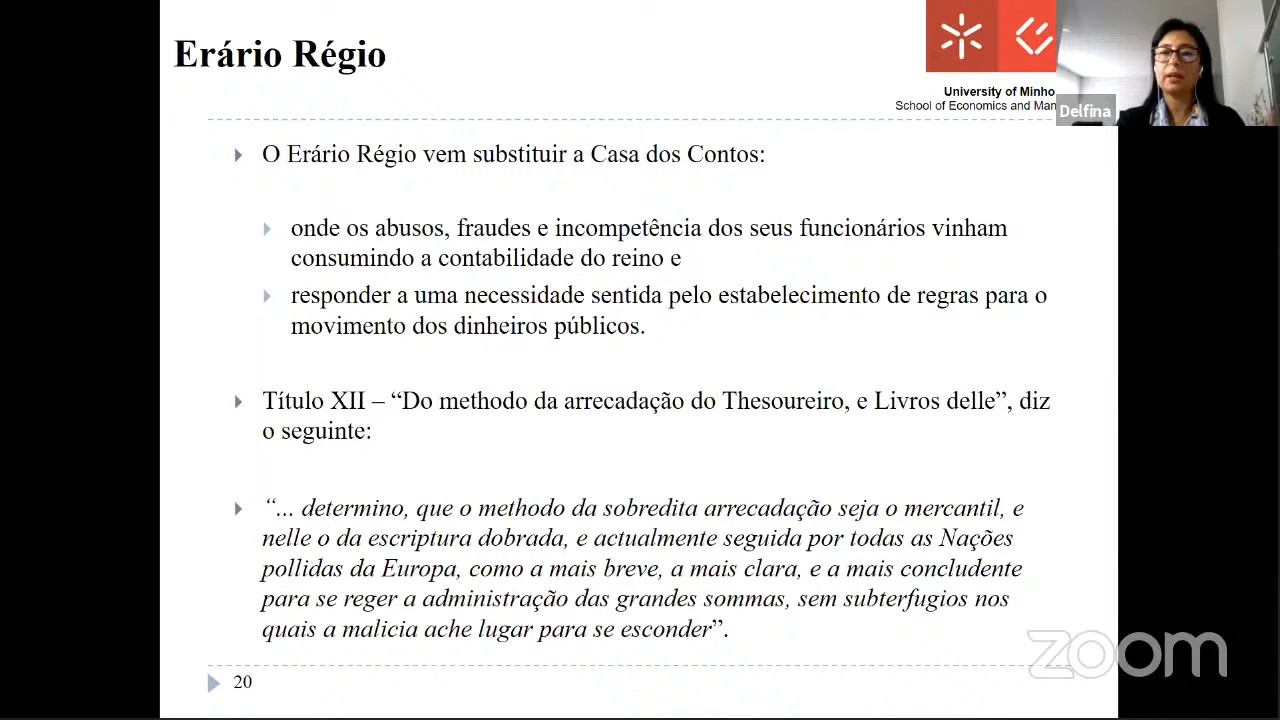 Erário Régio
University of Minho
School of Economics and Man
Delfina
O Erário Régio vem substituir a Casa dos Contos:
onde os abusos, fraudes e incompetência dos seus funcionários vinham
consumindo a contabilidade do reino e
responder a uma necessidade sentida pelo estabelecimento de regras para o
movimento dos dinheiros públicos.
Título XII – “Do methodo da arrecadação do Thesoureiro, e Livros delle”, diz
o seguinte:
“... determino, que o methodo da sobredita arrecadação seja o mercantil, e
nelle o da escriptura dobrada, e actualmente seguida por todas as Nações
pollidas da Europa, como a mais breve, a mais clara, e a mais concludente
para se reger a administração das grandes sommas, sem subterfugios nos
quais a malicia ache lugar para se esconder”.
zoom
20